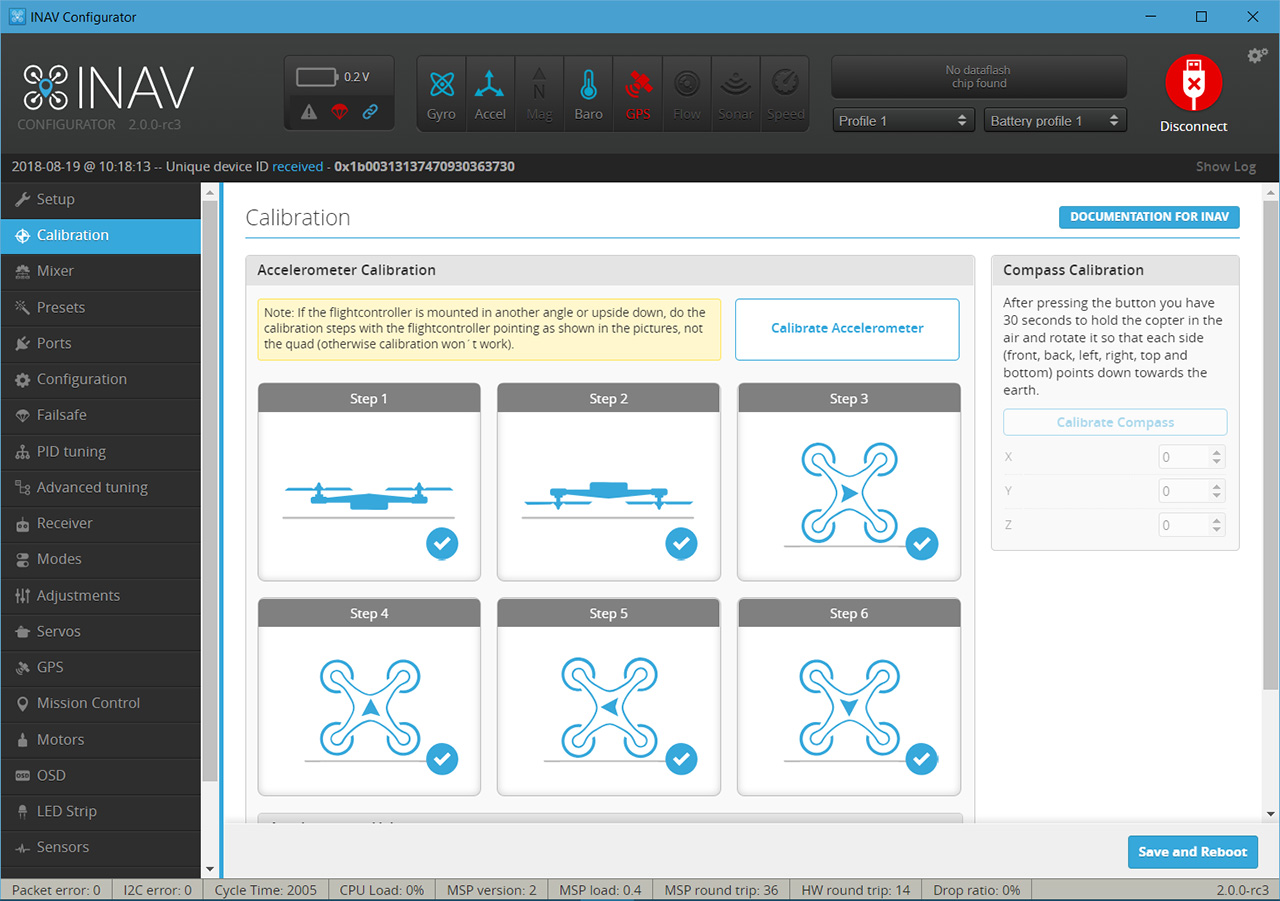 INAV Configurator
INAV
CONFIGURATOR 2.0.0-rc3
0.2 V
Gyro
Accel
N
Mag
Baro
GPS
Flow
Sonar
Speed
No dataflash
chip found
Profile 1
Battery profile 1
Disconnect
2018-08-19 @ 10:18:13 -- Unique device ID received - 0x1b00313137470930363730
Show Log
Setup
Calibration
Mixer
Presets
Ports
Configuration
Failsafe
PID tuning
Advanced tuning
Receiver
Modes
Adjustments
Servos
GPS
Mission Control
Motors
OSD
LED Strip
Sensors
Calibration
DOCUMENTATION FOR INAV
Accelerometer Calibration
Note: If the flightcontroller is mounted in another angle or upside down, do the
calibration steps with the flightcontroller pointing as shown in the pictures, not
the quad (otherwise calibration won´t work).
Calibrate Accelerometer
Step 1
Step 2
Step 3
Step 4
Step 5
Step 6
Compass Calibration
After pressing the button you have
30 seconds to hold the copter in the
air and rotate it so that each side
(front, back, left, right, top and
bottom) points down towards the
earth.
Calibrate Compass
X 0
Y 0
Z 0
Save and Reboot
Packet error: 0
I2C error: 0
Cycle Time: 2005
CPU Load: 0%
MSP version: 2
MSP load: 0.4
MSP round trip: 36
HW round trip: 14
Drop ratio: 0%
2.0.0-rc3